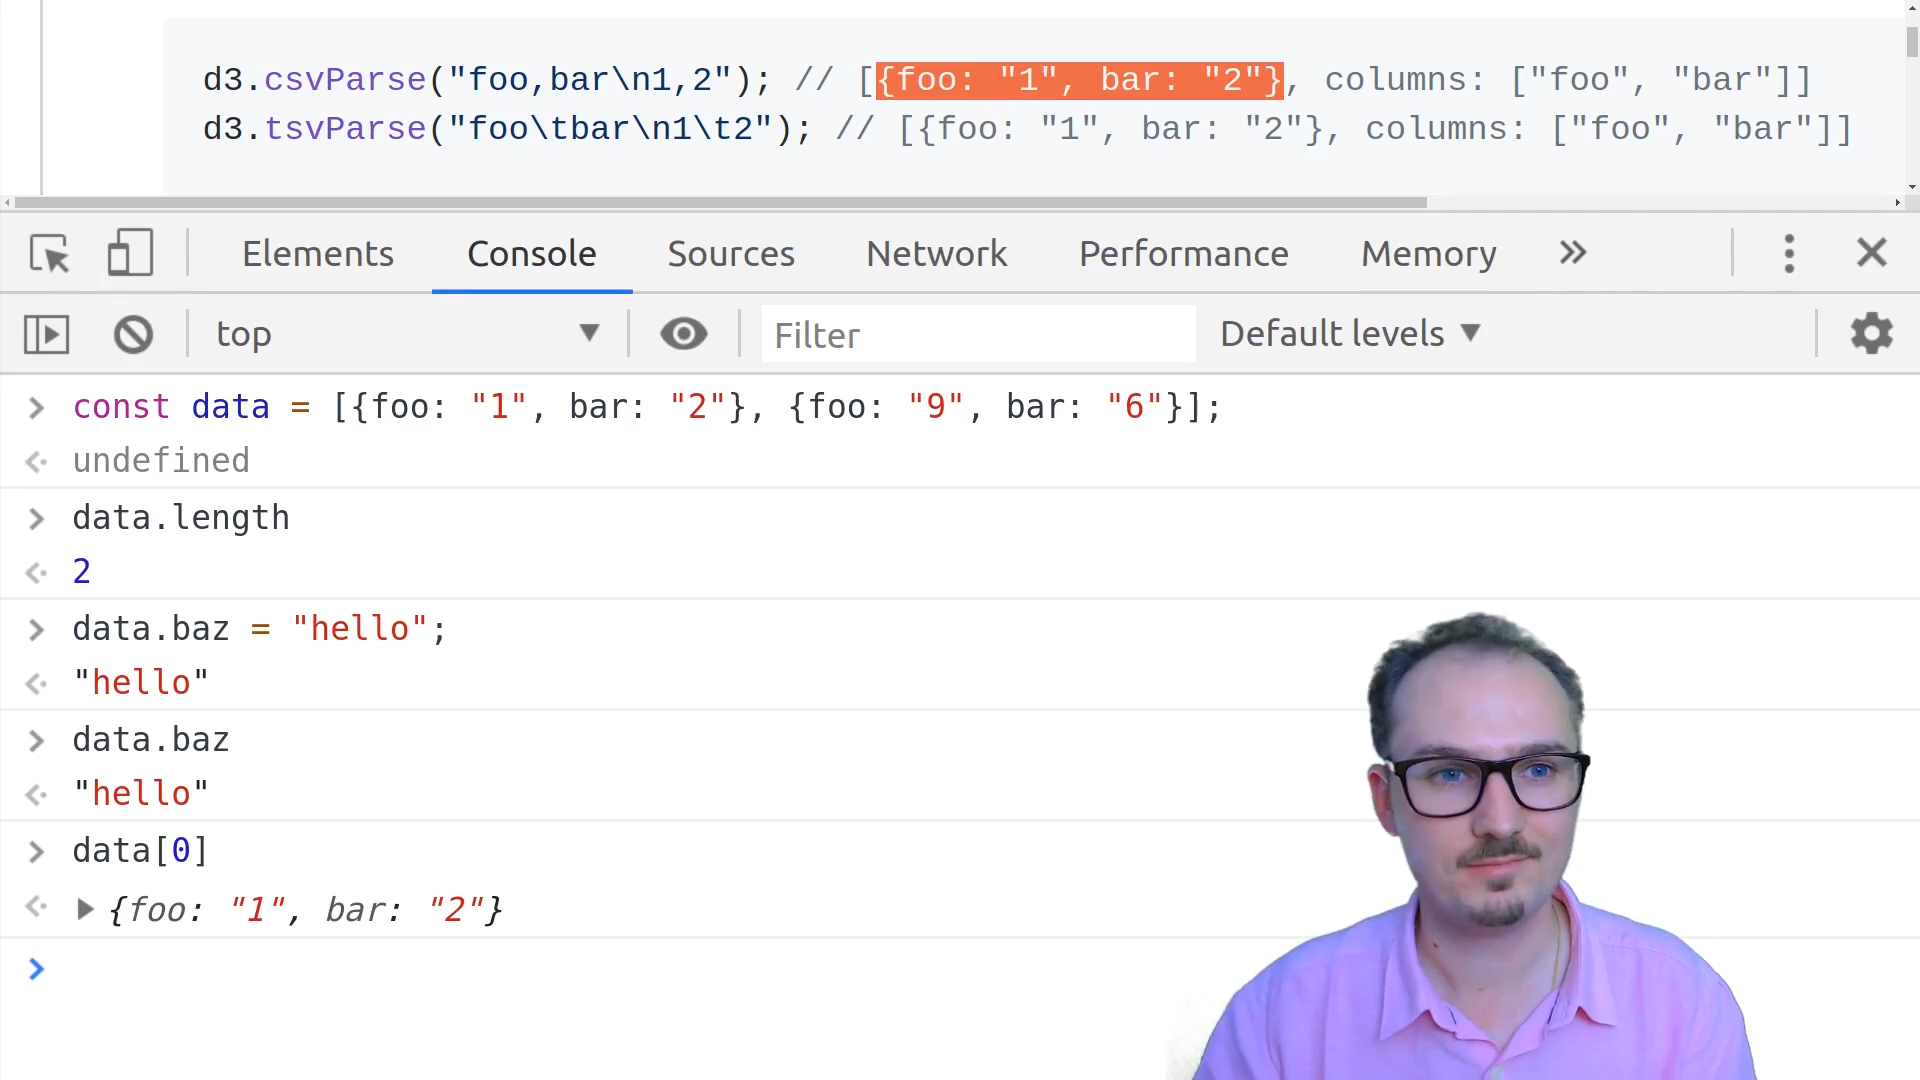 d3.csvParse("foo,bar\n1,2"); // [{foo: "1", bar: "2"}, columns: ["foo", "bar"]]
d3.tsvParse("foo\tbar\n1\t2"); // [{foo: "1", bar: "2"}, columns: ["foo", "bar"]]
Elements Console Sources Network Performance Memory »
top Filter Default levels
const data = [{foo: "1", bar: "2"}, {foo: "9", bar: "6"}];
undefined
data.length
2
data.baz = "hello";
"hello"
data.baz
"hello"
data[0]
{foo: "1", bar: "2"}